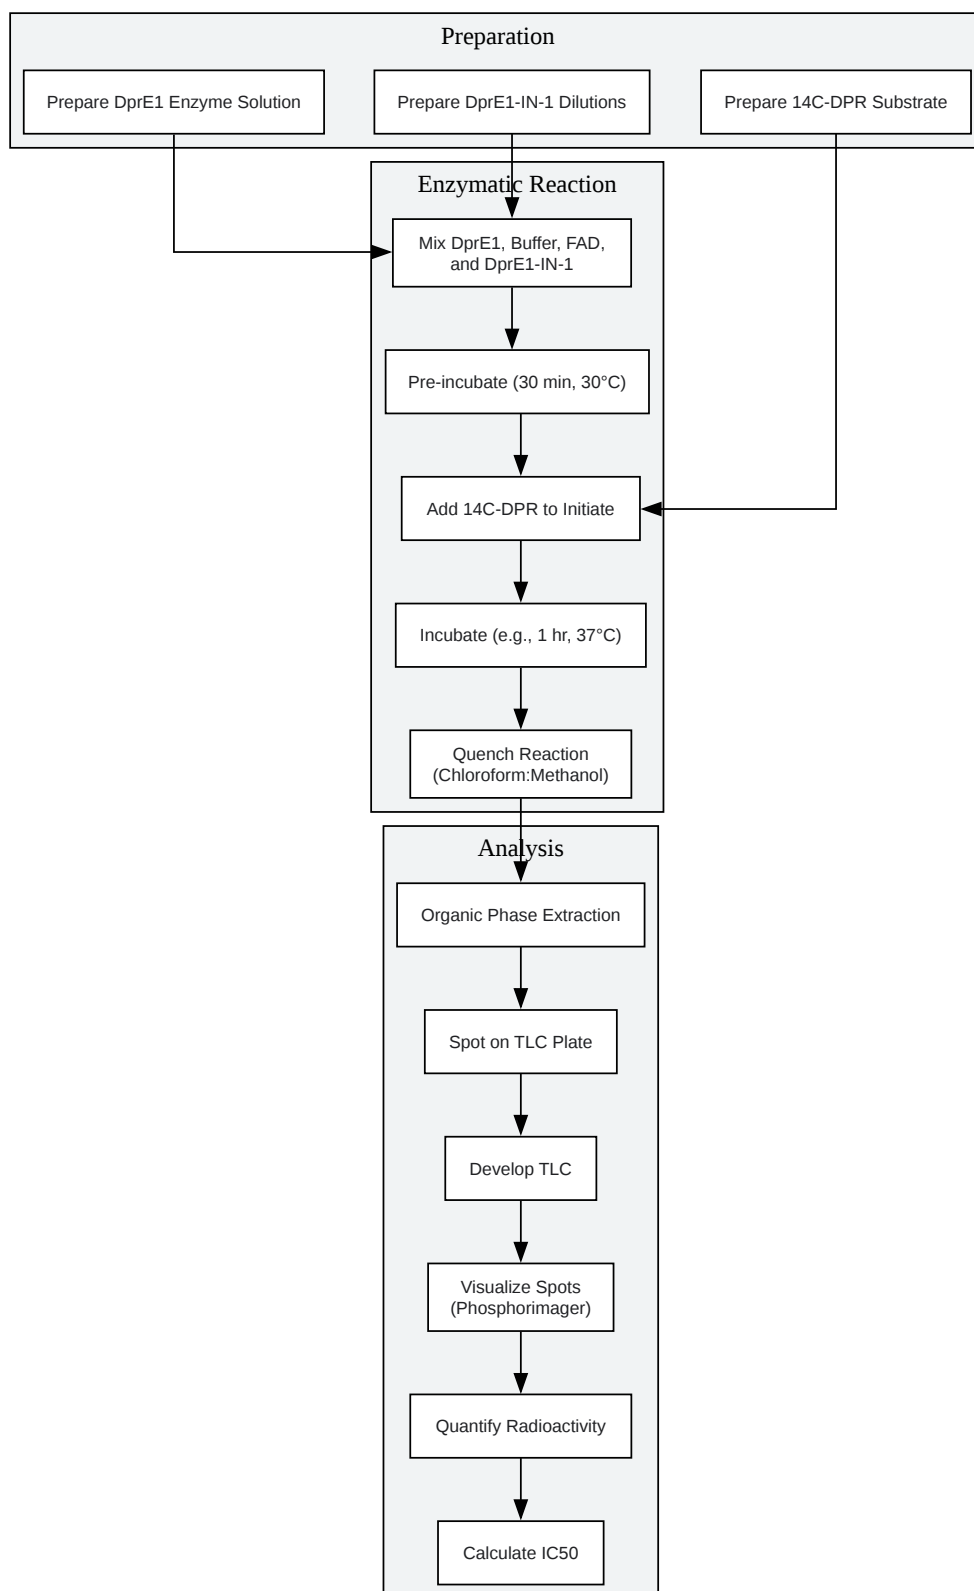 Preparation
Prepare DprE1 Enzyme Solution
Prepare DprE1-IN-1 Dilutions
Prepare 14C-DPR Substrate
Enzymatic Reaction
Mix DprE1, Buffer, FAD,
and DprE1-IN-1
Pre-incubate (30 min, 30°C)
Add 14C-DPR to Initiate
Incubate (e.g., 1 hr, 37°C)
Quench Reaction
(Chloroform:Methanol)
Analysis
Organic Phase Extraction
Spot on TLC Plate
Develop TLC
Visualize Spots
(Phosphorimager)
Quantify Radioactivity
Calculate IC50